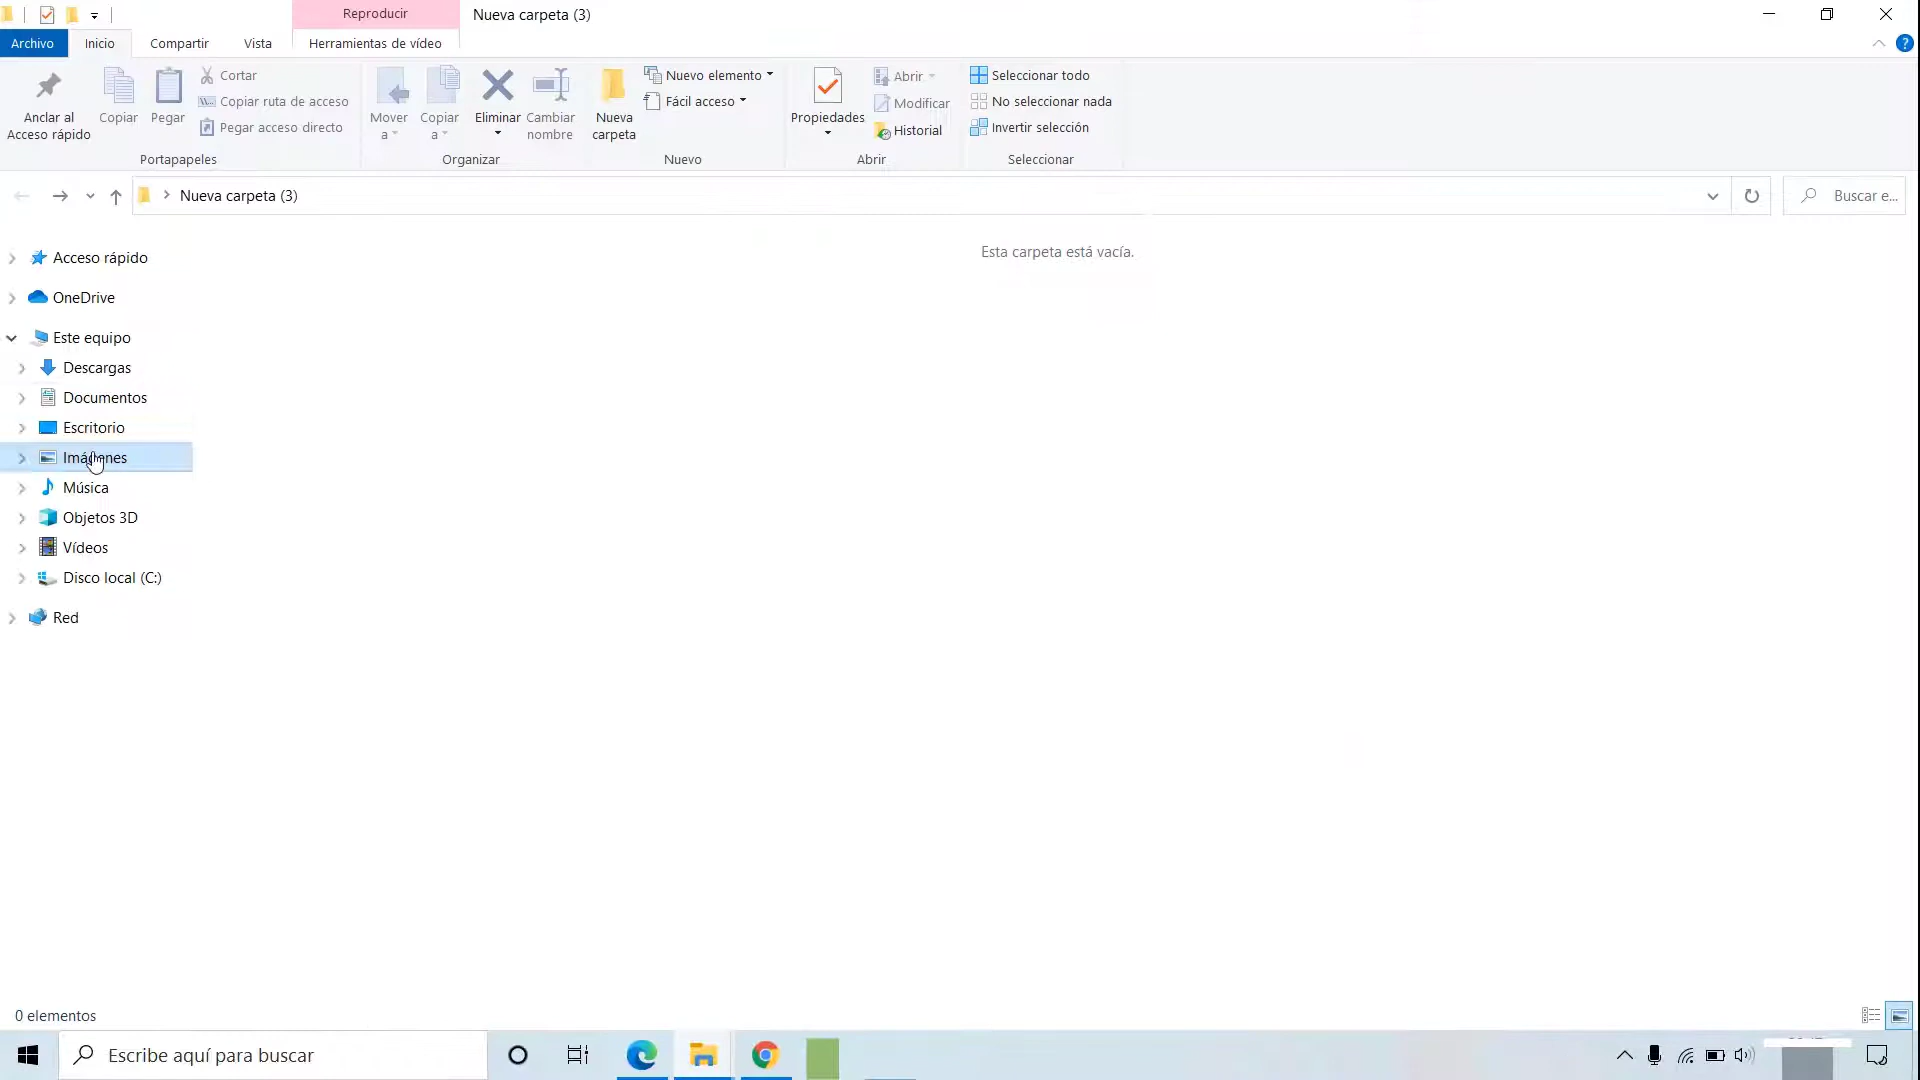 Reproducir
Nueva carpeta (3)
Archivo
Inicio
Compartir
Vista
Herramientas de vídeo
Anclar al
Acceso rápido
Copiar
Pegar
Cortar
Copiar ruta de acceso
Pegar acceso directo
Portapapeles
Mover
a
Copiar
a
Eliminar
Cambiar
nombre
Organizar
Nueva
carpeta
Nuevo elemento
Fácil acceso
Nuevo
Propiedades
Abrir
Modificar
Historial
Abrir
Seleccionar todo
No seleccionar nada
Invertir selección
Seleccionar
Nueva carpeta (3)
Buscar e...
Esta carpeta está vacía.
Acceso rápido
OneDrive
Este equipo
Descargas
Documentos
Escritorio
Imágenes
Música
Objetos 3D
Vídeos
Disco local (C:)
Red
0 elementos
Escribe aquí para buscar